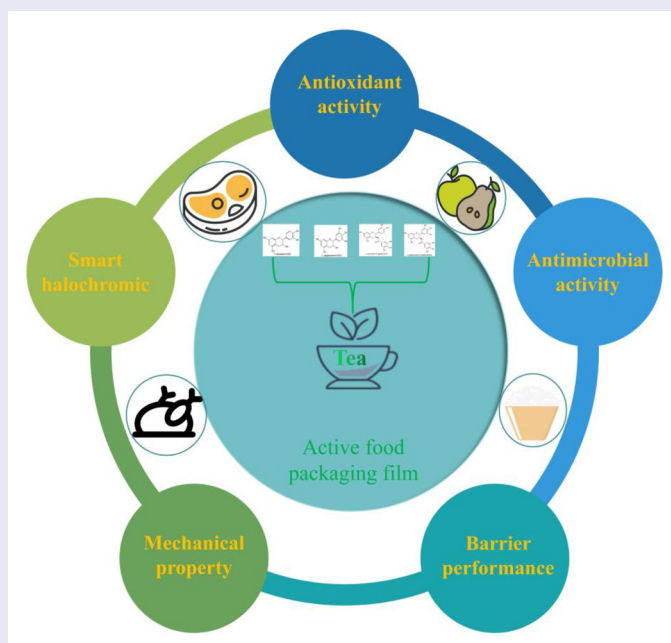 Antioxidant
activity
Smart
halochromic
Antimicrobial
activity
Tea
Active food
packaging film
Mechanical
property
Barrier
performance